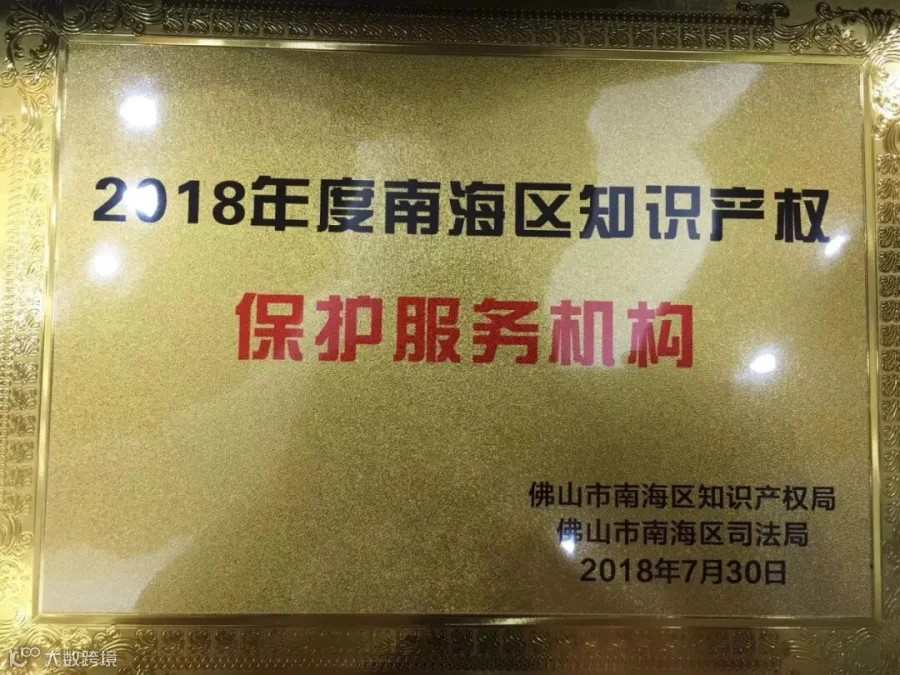 2018年度南海区知识产权
保护服务机构
佛山市南海区知识产权局
佛山市南海区司法局
2018年7月30日
大数跨境